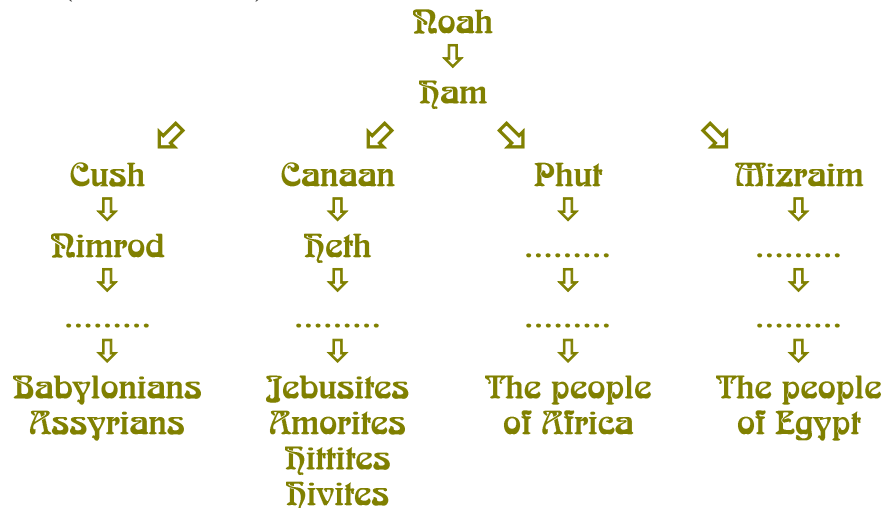 Noah
Ham
Cush Canaan Phut Mizraim
Nimrod Heth ......... .........
......... ......... ......... .........
Babylonians Jebusites The people The people
Assyrians Amorites of Africa of Egypt
Hittites
Hivites